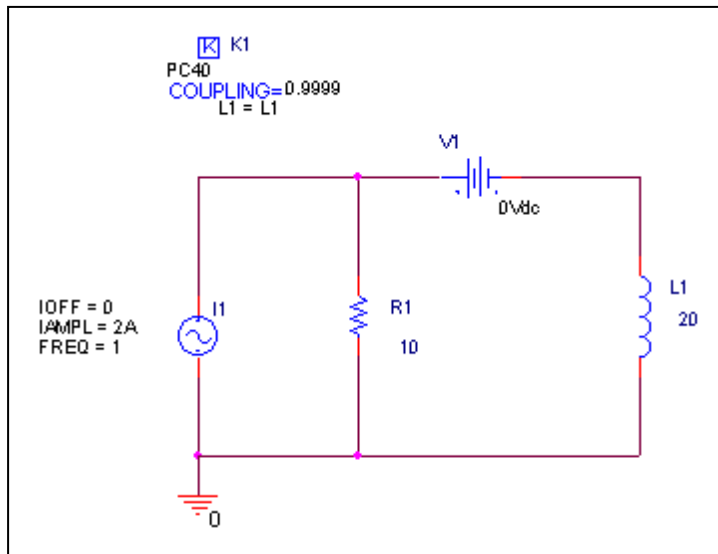 K K1
PC40
COUPLING=0.9999
L1 = L1
V1
0Vdc
IOFF = 0
IAMPL = 2A
FREQ = 1
I1
R1
10
L1
20
0